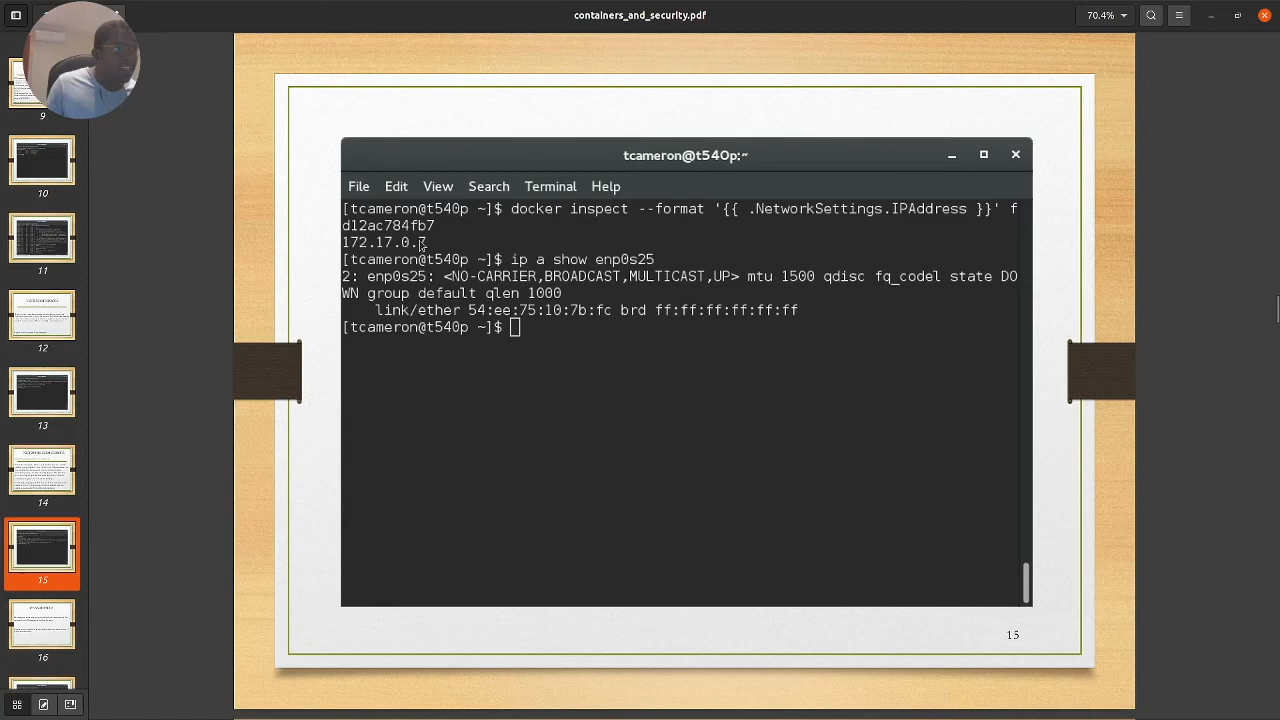 containers_and_security.pdf
70.4%
9
10
11
12
13
14
15
16
tcameron@t540p:~
File Edit View Search Terminal Help
[tcameron@t540p ~]$ docker inspect --format '{{ .NetworkSettings.IPAddress }}' f
d12ac784fb7
172.17.0.
[tcameron@t540p ~]$ ip a show enp0s25
2: enp0s25: <NO-CARRIER,BROADCAST,MULTICAST,UP> mtu 1500 qdisc fq_codel state DO
WN group default qlen 1000
link/ether 54:ee:75:10:7b:fc brd ff:ff:ff:ff:ff:ff
[tcameron@t540p ~]$
15